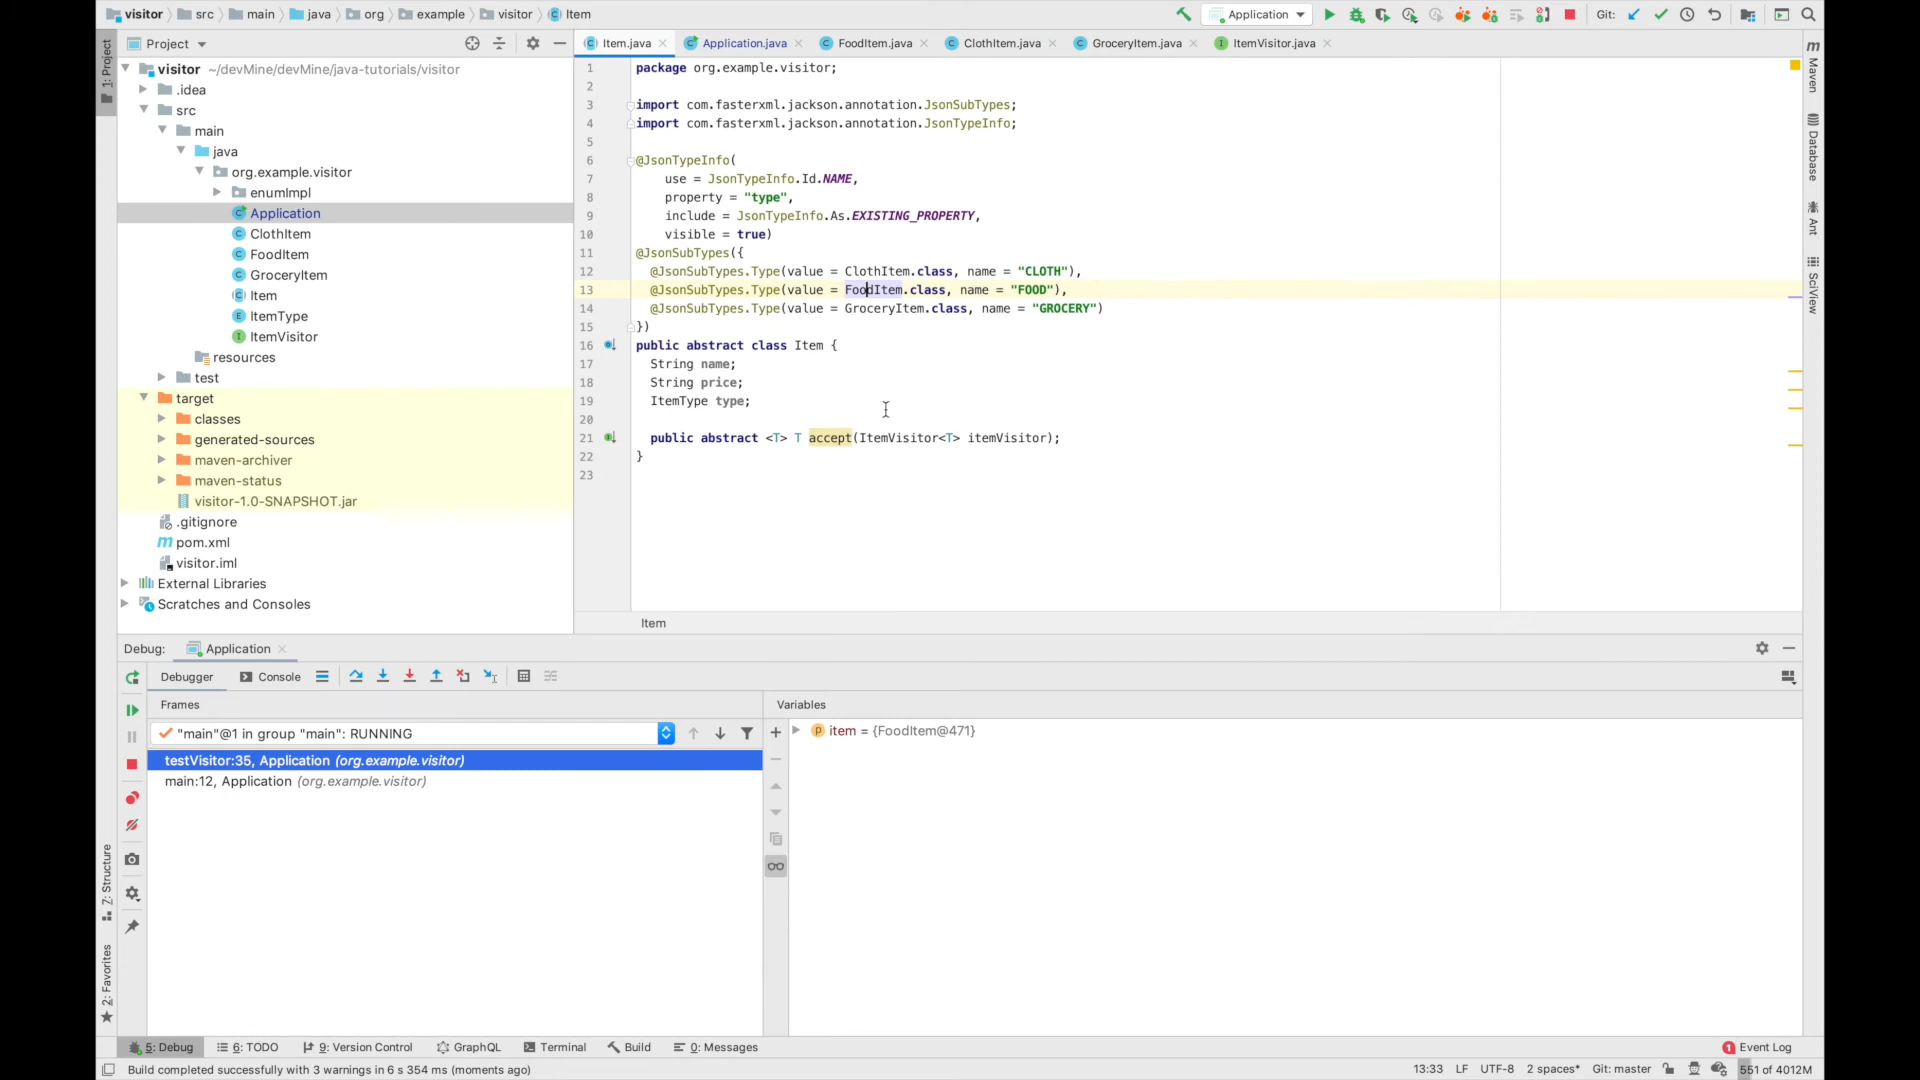 visitor src main java org example visitor Item Application Git:
Project
Item.java Application.java FoodItem.java ClothItem.java GroceryItem.java ItemVisitor.java
1: Project
visitor ~/devMine/devMine/java-tutorials/visitor
.idea
src
main
java
org.example.visitor
enumImpl
Application
ClothItem
FoodItem
GroceryItem
Item
ItemType
ItemVisitor
resources
test
target
classes
generated-sources
maven-archiver
maven-status
visitor-1.0-SNAPSHOT.jar
.gitignore
pom.xml
visitor.iml
External Libraries
Scratches and Consoles
1 package org.example.visitor;
2
3 import com.fasterxml.jackson.annotation.JsonSubTypes;
4 import com.fasterxml.jackson.annotation.JsonTypeInfo;
5
6 @JsonTypeInfo(
7 use = JsonTypeInfo.Id.NAME,
8 property = "type",
9 include = JsonTypeInfo.As.EXISTING_PROPERTY,
10 visible = true)
11 @JsonSubTypes({
12 @JsonSubTypes.Type(value = ClothItem.class, name = "CLOTH"),
13 @JsonSubTypes.Type(value = FoodItem.class, name = "FOOD"),
14 @JsonSubTypes.Type(value = GroceryItem.class, name = "GROCERY")
15 })
16 public abstract class Item {
17 String name;
18 String price;
19 ItemType type;
20
21 public abstract <T> T accept(ItemVisitor<T> itemVisitor);
22 }
23
Item
m
Maven
Database
Ant
SciView
Debug: Application
Debugger Console
Frames
"main"@1 in group "main": RUNNING
testVisitor:35, Application (org.example.visitor)
main:12, Application (org.example.visitor)
Variables
item = {FoodItem@471}
Z: Structure
2: Favorites
5: Debug 6: TODO 9: Version Control GraphQL Terminal Build 0: Messages 1 Event Log
Build completed successfully with 3 warnings in 6 s 354 ms (moments ago) 13:33 LF UTF-8 2 spaces* Git: master 551 of 4012M